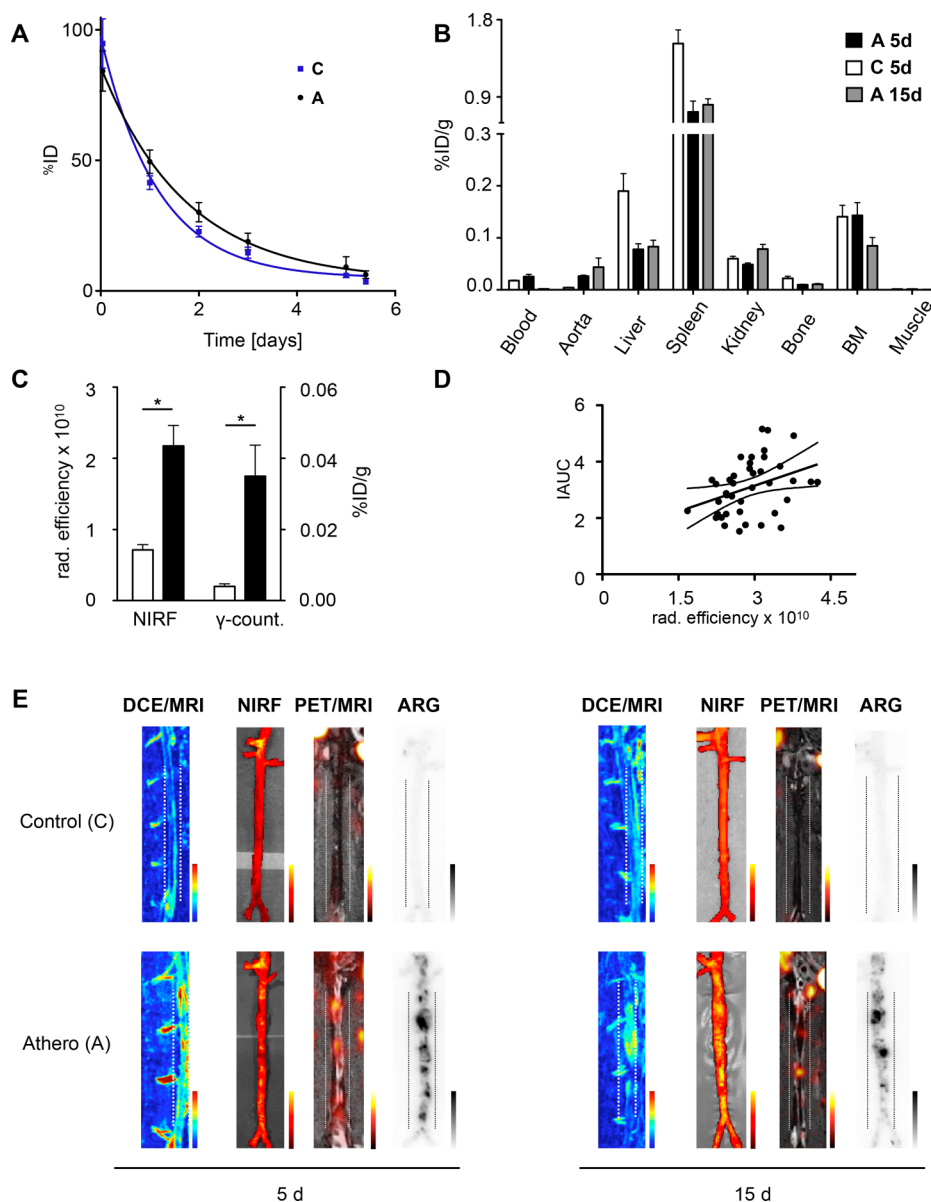 A
100
50
0
%ID
0
2
4
6
Time [days]
C
A
B
1.8
0.9
0.3
0.2
0.1
0.0
%ID/g
A 5d
C 5d
A 15d
Blood
Aorta
Liver
Spleen
Kidney
Bone
BM
Muscle
C
3
2
1
0
rad. efficiency x 10¹⁰
*
*
0.06
0.04
0.02
0.00
%ID/g
NIRF
γ-count.
D
6
4
2
0
IAUC
0
1.5
3
4.5
rad. efficiency x 10¹⁰
E
DCE/MRI NIRF PET/MRI ARG
DCE/MRI NIRF PET/MRI ARG
Control (C)
Athero (A)
5 d
15 d